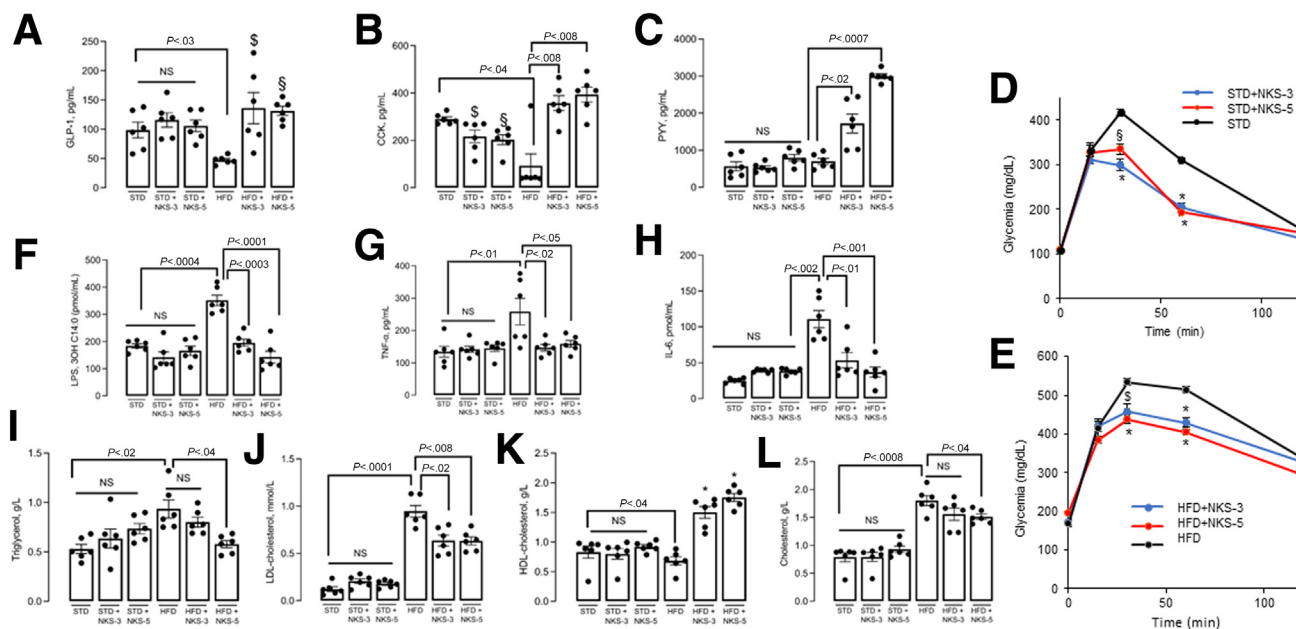 A
P<.03
$
NS
§
GLP-1, pg/mL
250
200
150
100
50
0
STD
STD +
NKS-3
STD +
NKS-5
HFD
HFD +
NKS-3
HFD +
NKS-5
B
P<.008
P<.008
P<.04
$
§
CCK, pg/mL
600
400
200
0
STD
STD +
NKS-3
STD +
NKS-5
HFD
HFD +
NKS-3
HFD +
NKS-5
C
P<.0007
P<.02
NS
PYY, pg/mL
4000
3000
2000
1000
0
STD
STD +
NKS-3
STD +
NKS-5
HFD
HFD +
NKS-3
HFD +
NKS-5
D
STD+NKS-3
STD+NKS-5
STD
§
*
*
*
Glycemia (mg/dL)
400
300
200
100
0
0
50
100
Time (min)
F
P<.0001
P<.0004
P<.0003
NS
LPS, 3OH C14:0 (pmol/mL)
500
400
300
200
100
0
STD
STD +
NKS-3
STD +
NKS-5
HFD
HFD +
NKS-3
HFD +
NKS-5
G
P<.05
P<.01
P<.02
NS
TNF-α, pg/mL
400
300
200
100
0
STD
STD +
NKS-3
STD +
NKS-5
HFD
HFD +
NKS-3
HFD +
NKS-5
H
P<.001
P<.002
P<.01
NS
IL-6, pmol/mL
200
150
100
50
0
STD
STD +
NKS-3
STD +
NKS-5
HFD
HFD +
NKS-3
HFD +
NKS-5
E
$
*
*
*
HFD+NKS-3
HFD+NKS-5
HFD
Glycemia (mg/dL)
600
500
400
300
200
100
0
0
50
100
Time (min)
I
P<.02
P<.04
NS
NS
Triglycerol, g/L
1.5
1.0
0.5
0.0
STD
STD +
NKS-3
STD +
NKS-5
HFD
HFD +
NKS-3
HFD +
NKS-5
J
P<.008
P<.0001
P<.02
NS
LDL-cholesterol, mmol/L
1.5
1.0
0.5
0.0
STD
STD +
NKS-3
STD +
NKS-5
HFD
HFD +
NKS-3
HFD +
NKS-5
K
*
*
P<.04
NS
HDL-cholesterol, g/L
2.5
2.0
1.5
1.0
0.5
0.0
STD
STD +
NKS-3
STD +
NKS-5
HFD
HFD +
NKS-3
HFD +
NKS-5
L
P<.0008
P<.04
NS
NS
Cholesterol, g/L
2.5
2.0
1.5
1.0
0.5
0.0
STD
STD +
NKS-3
STD +
NKS-5
HFD
HFD +
NKS-3
HFD +
NKS-5